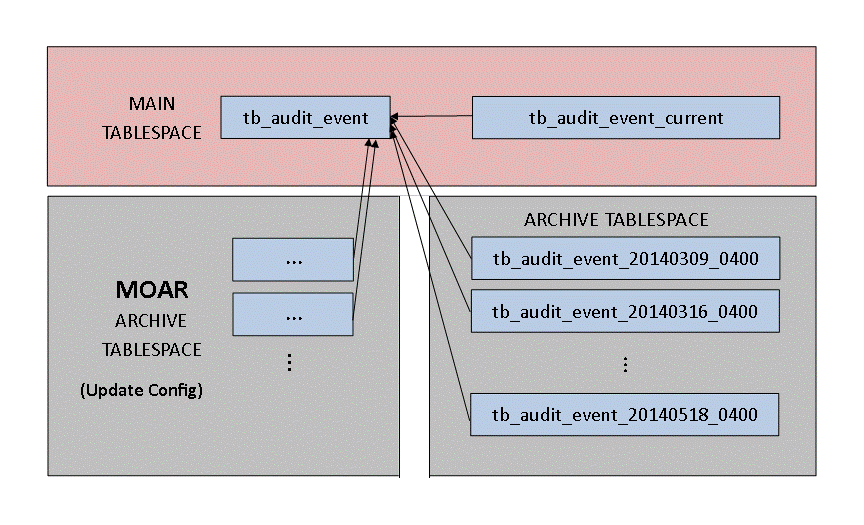 MAIN
TABLESPACE
tb_audit_event
tb_audit_event_current
MOAR
ARCHIVE
TABLESPACE
(Update Config)
...
...
⋮
ARCHIVE TABLESPACE
tb_audit_event_20140309_0400
tb_audit_event_20140316_0400
⋮
tb_audit_event_20140518_0400